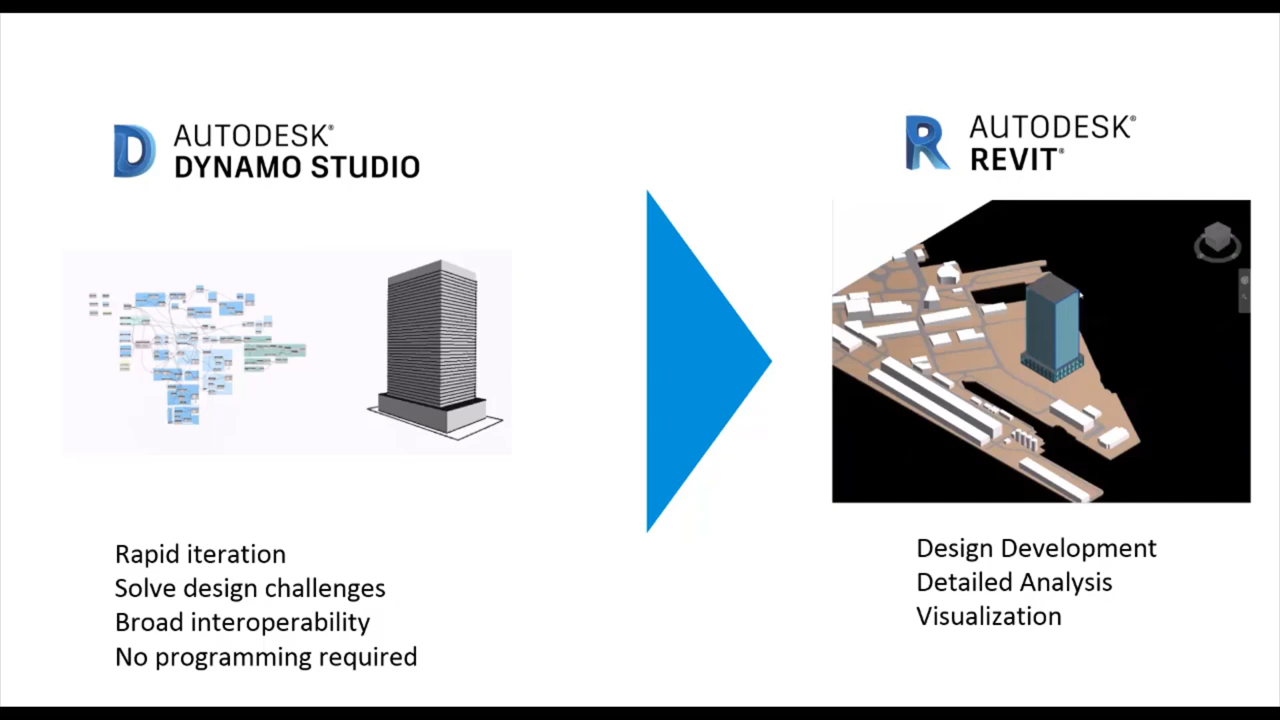 AUTODESK®
DYNAMO STUDIO
AUTODESK®
REVIT®
Rapid iteration
Solve design challenges
Broad interoperability
No programming required
Design Development
Detailed Analysis
Visualization